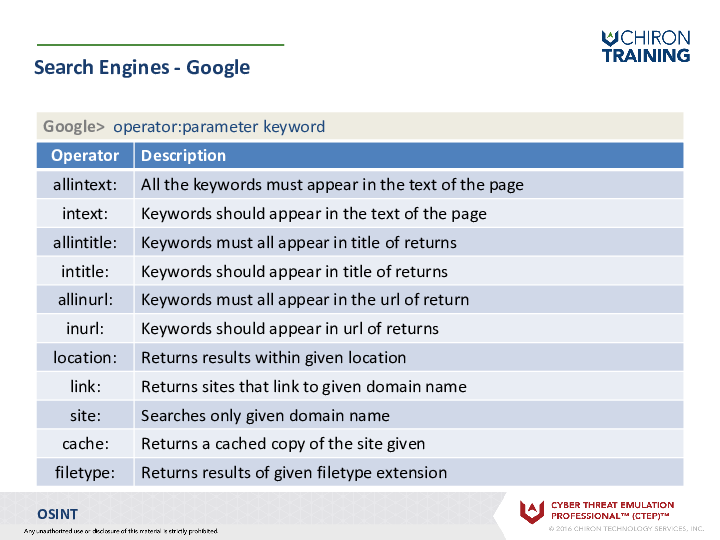 CHIRON
TRAINING
Search Engines - Google
Google> operator:parameter keyword
Operator Description
allintext: All the keywords must appear in the text of the page
intext: Keywords should appear in the text of the page
allintitle: Keywords must all appear in title of returns
intitle: Keywords should appear in title of returns
allinurl: Keywords must all appear in the url of return
inurl: Keywords should appear in url of returns
location: Returns results within given location
link: Returns sites that link to given domain name
site: Searches only given domain name
cache: Returns a cached copy of the site given
filetype: Returns results of given filetype extension
OSINT
Any unauthorized use or disclosure of this material is strictly prohibited.
CYBER THREAT EMULATION
PROFESSIONAL™ (CTEP)™
© 2016 CHIRON TECHNOLOGY SERVICES, INC.